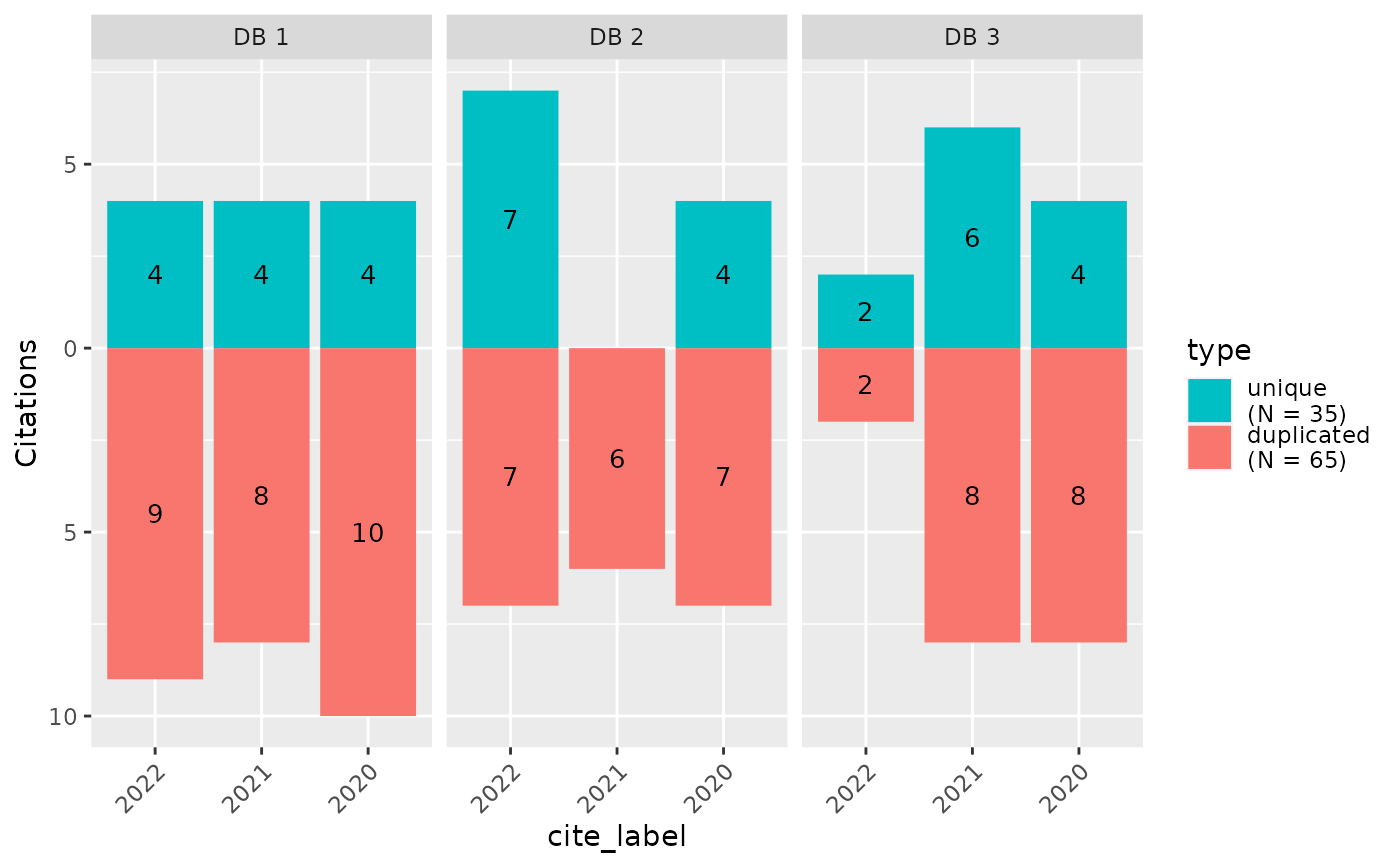 DB 1 DB 2 DB 3
Citations
5
0
5
10
4 4 4
9 8 10
7 4
7 6 7
2 6 4
2 8 8
2022 2021 2020 2022 2021 2020 2022 2021 2020
cite_label
type
unique
(N = 35)
duplicated
(N = 65)